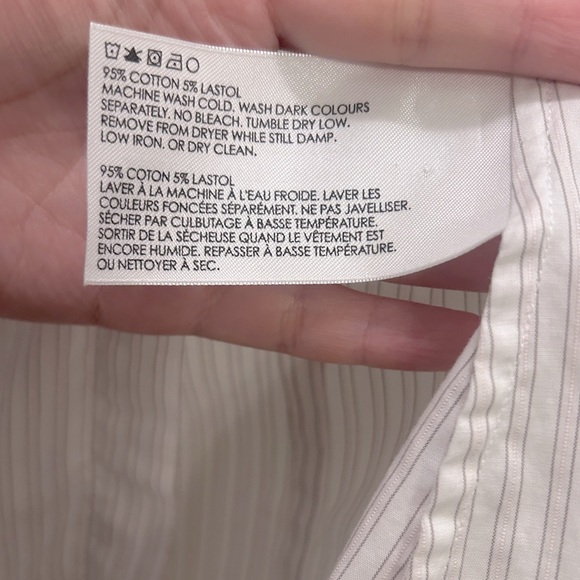 95% COTTON 5% LASTOL
MACHINE WASH COLD. WASH DARK COLOURS
SEPARATELY. NO BLEACH. TUMBLE DRY LOW.
REMOVE FROM DRYER WHILE STILL DAMP.
LOW IRON. OR DRY CLEAN.
95% COTON 5% LASTOL
LAVER À LA MACHINE À L'EAU FROIDE. LAVER LES
COULEURS FONCÉES SÉPARÉMENT. NE PAS JAVELLISER.
SÉCHER PAR CULBUTAGE À BASSE TEMPÉRATURE.
SORTIR DE LA SÉCHEUSE QUAND LE VÊTEMENT EST
ENCORE HUMIDE. REPASSER À BASSE TEMPÉRATURE.
OU NETTOYER À SEC.